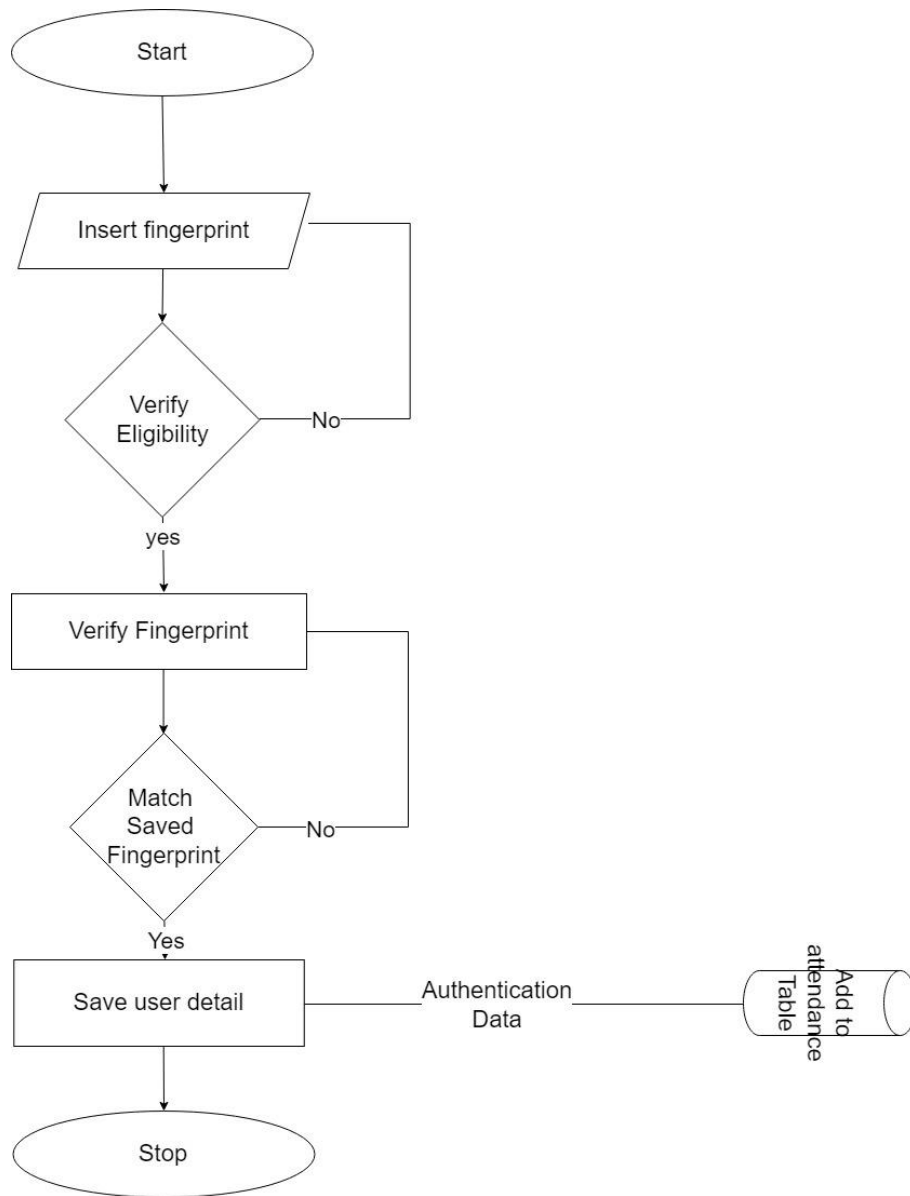 Start
Insert fingerprint
Verify
Eligibility
No
yes
Verify Fingerprint
Match
Saved
Fingerprint
No
Yes
Save user detail
Authentication
Data
Add to
attendance
Table
Stop